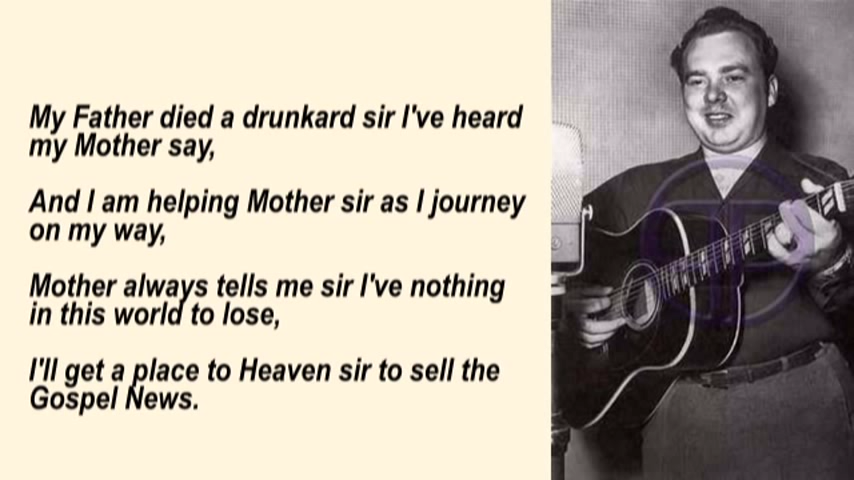 My Father died a drunkard sir I've heard
my Mother say,
And I am helping Mother sir as I journey
on my way,
Mother always tells me sir I've nothing
in this world to lose,
I'll get a place to Heaven sir to sell the
Gospel News.